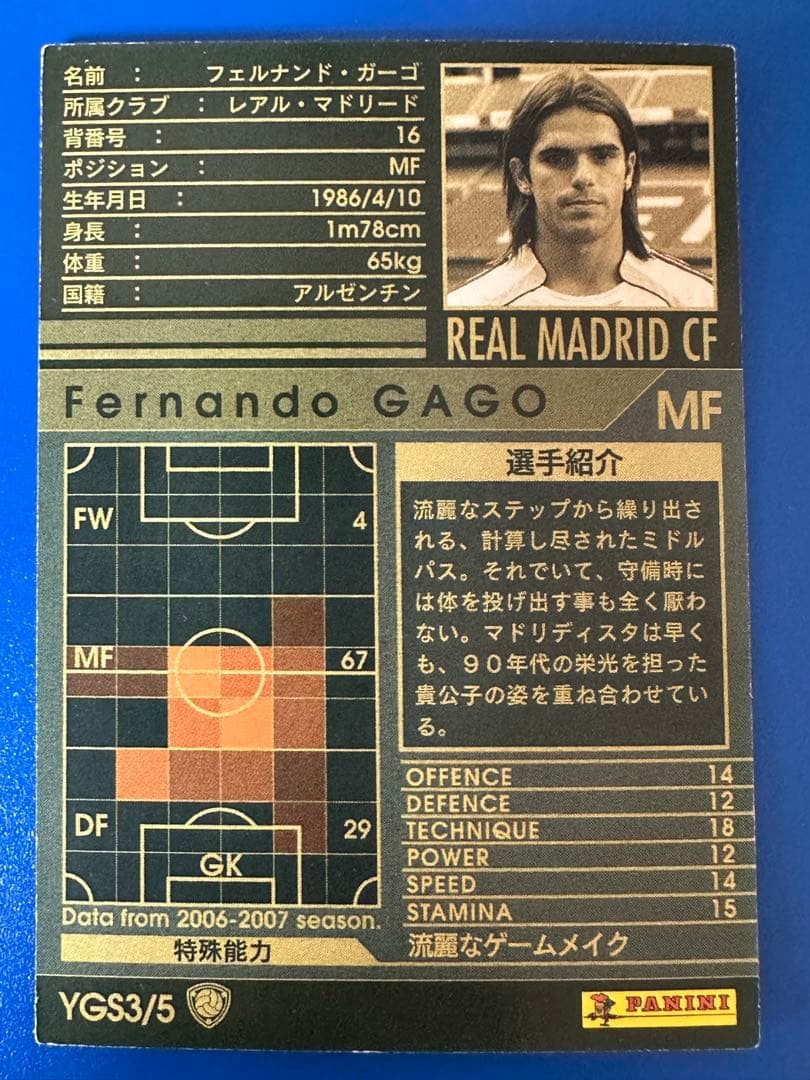 名前 : フェルナンド・ガーゴ
所属クラブ : レアル・マドリード
背番号 : 16
ポジション : MF
生年月日 : 1986/4/10
身長 : 1m78cm
体重 : 65kg
国籍 : アルゼンチン
REAL MADRID CF
Fernando GAGO
MF
FW 4
MF 67
DF 29
GK
Data from 2006-2007 season.
選手紹介
流麗なステップから繰り出さ
れる、計算し尽されたミドル
パス。それでいて、守備時に
は体を投げ出す事も全く厭わ
ない。マドリディスタは早く
も、９０年代の栄光を担った
貴公子の姿を重ね合わせてい
る。
OFFENCE 14
DEFENCE 12
TECHNIQUE 18
POWER 12
SPEED 14
STAMINA 15
特殊能力 流麗なゲームメイク
YGS3/5
PANINI